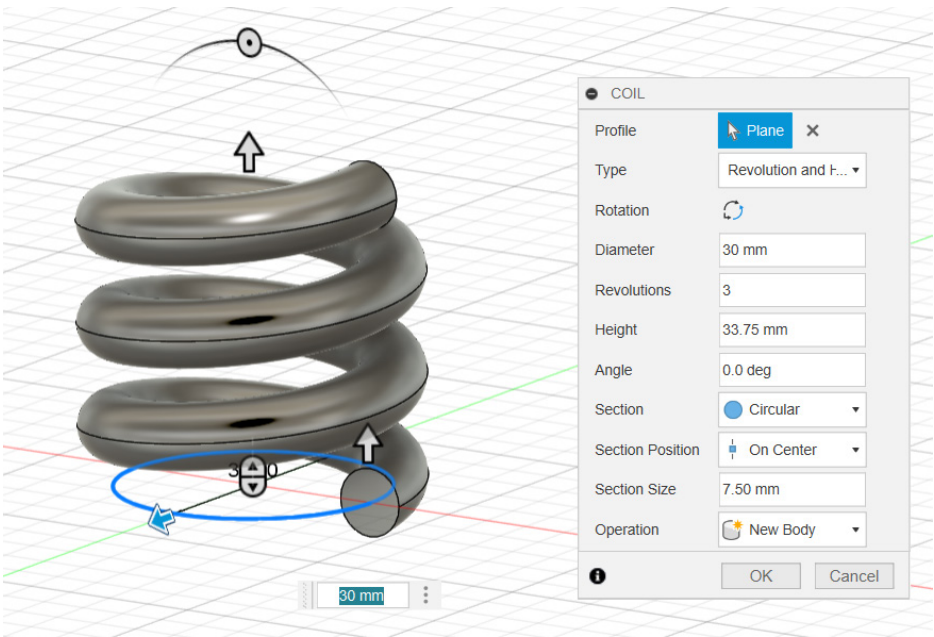 COIL
Profile Plane
Type Revolution and H...
Rotation
Diameter 30 mm
Revolutions 3
Height 33.75 mm
Angle 0.0 deg
Section Circular
Section Position On Center
Section Size 7.50 mm
Operation New Body
OK Cancel
30 mm